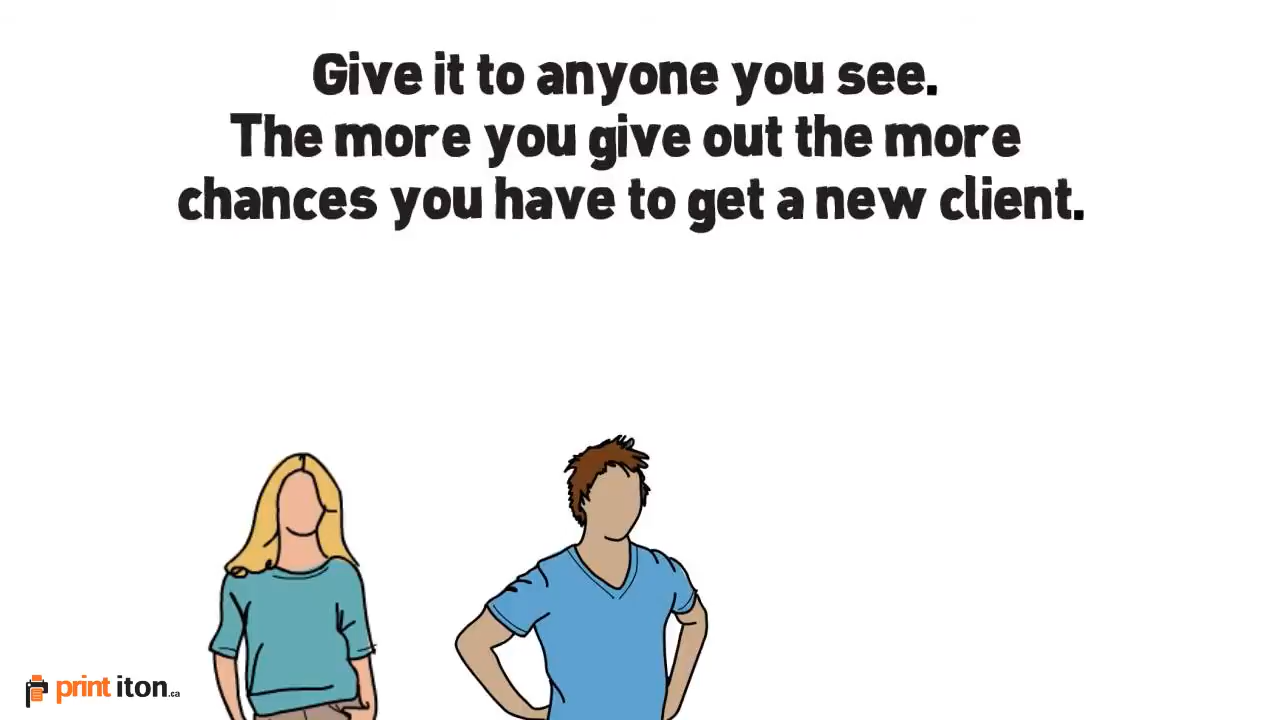 Give it to anyone you see.
The more you give out the more
chances you have to get a new client.
print iton.ca